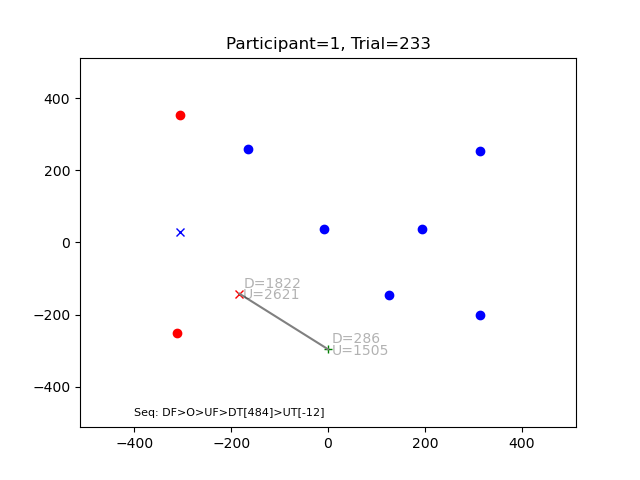 Participant=1, Trial=233
400
200
0
−200
−400
D=1822
U=2621
D=286
U=1505
Seq: DF>O>UF>DT[484]>UT[-12]
−400
−200
0
200
400